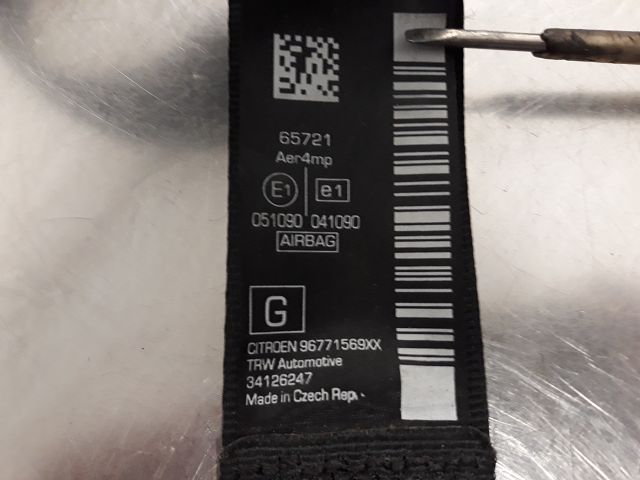 65721
Aer4mp
E1 e1
051090 041090
AIRBAG
G
CITROEN 96771569XX
TRW Automotive
34126247
Made in Czech Rep.